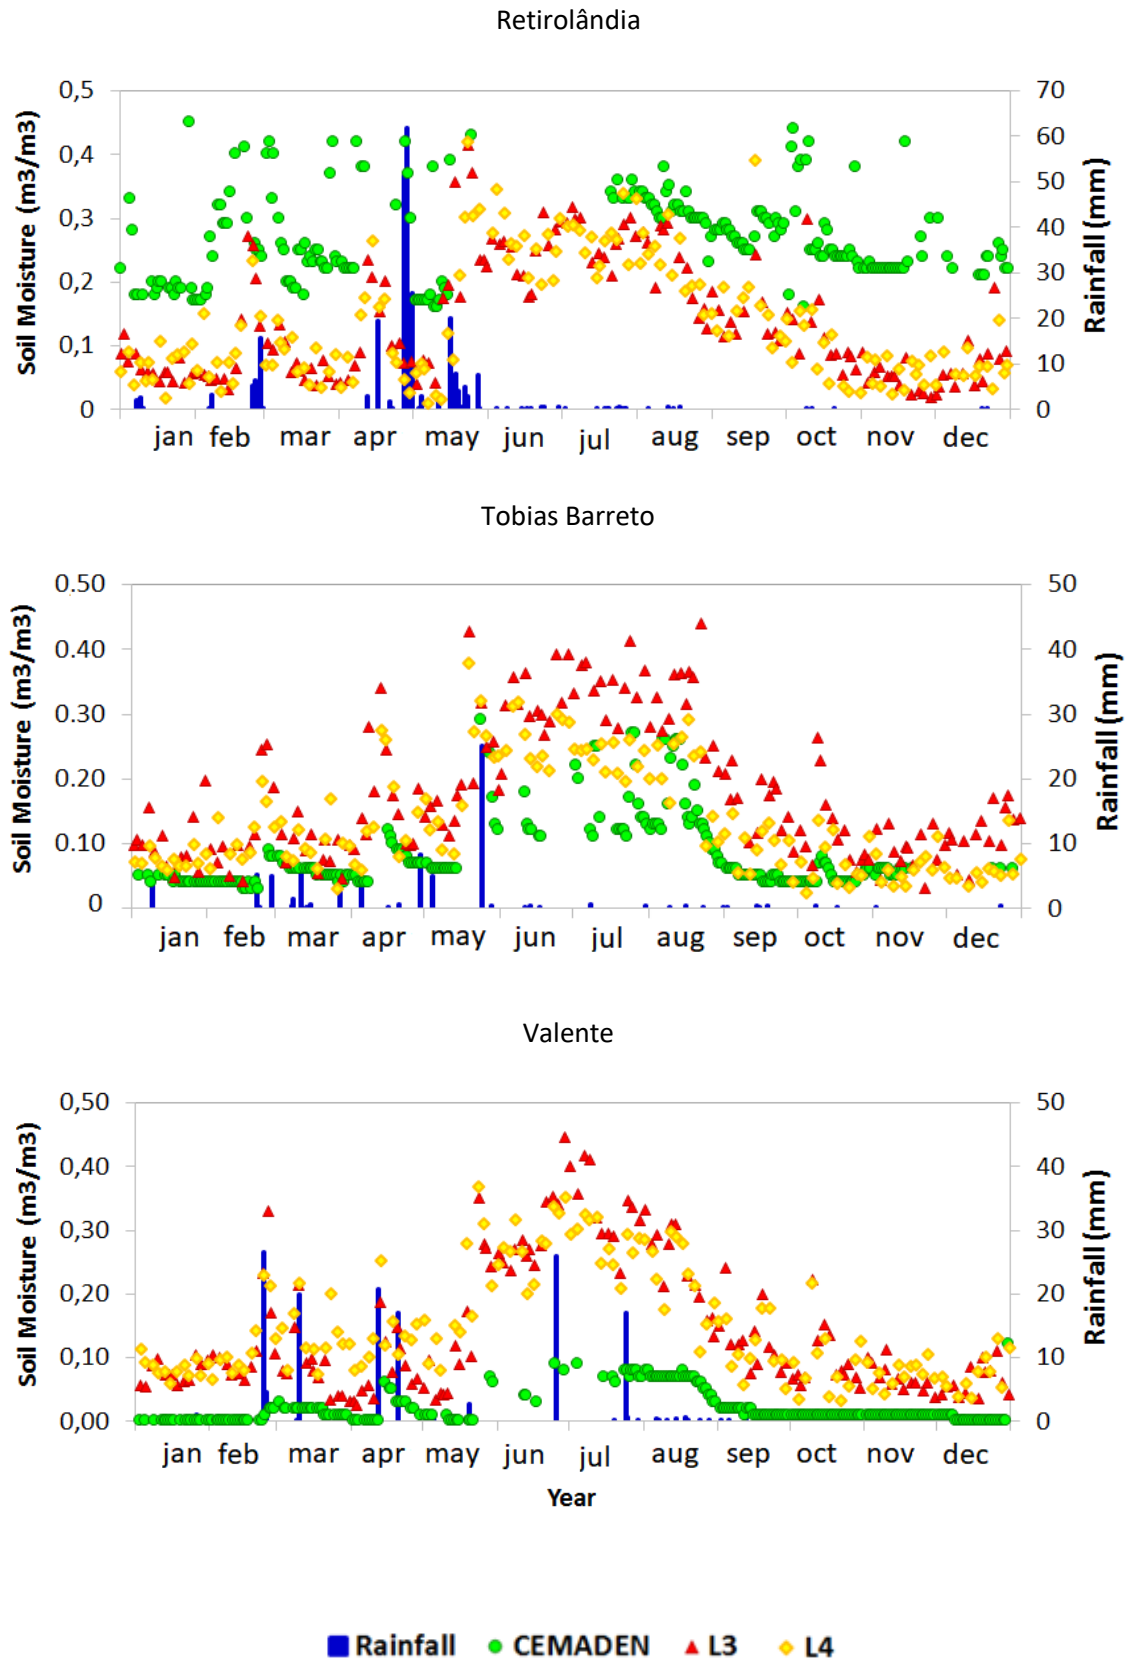 Retirolândia
0,5 70
60
0,4
50
0,3 40
30
0,2
20
0,1
10
0 0
Soil Moisture (m3/m3)
Rainfall (mm)
jan feb mar apr may jun jul aug sep oct nov dec
Tobias Barreto
0.50 50
0.40 40
0.30 30
0.20 20
0.10 10
0 0
Soil Moisture (m3/m3)
Rainfall (mm)
jan feb mar apr may jun jul aug sep oct nov dec
Valente
0,50 50
0,40 40
0,30 30
0,20 20
0,10 10
0,00 0
Soil Moisture (m3/m3)
Rainfall (mm)
jan feb mar apr may jun jul aug sep oct nov dec
Year
Rainfall CEMADEN L3 L4